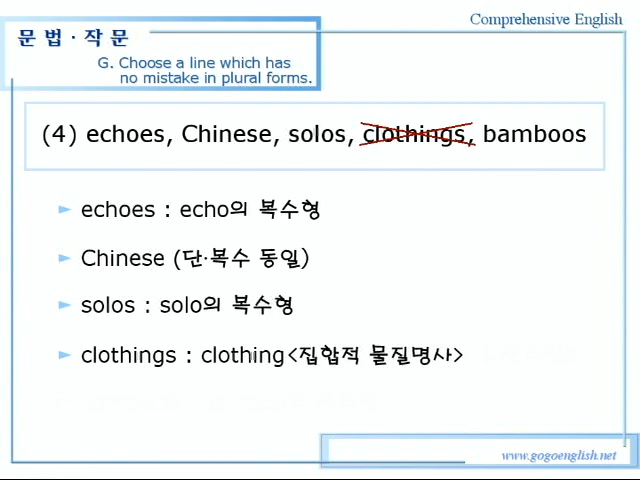 Comprehensive English
문 법 · 작 문
G. Choose a line which has
no mistake in plural forms.
(4) echoes, Chinese, solos, clothings, bamboos
► echoes : echo의 복수형
► Chinese (단·복수 동일)
► solos : solo의 복수형
► clothings : clothing<집합적 물질명사>
www.gogoenglish.net